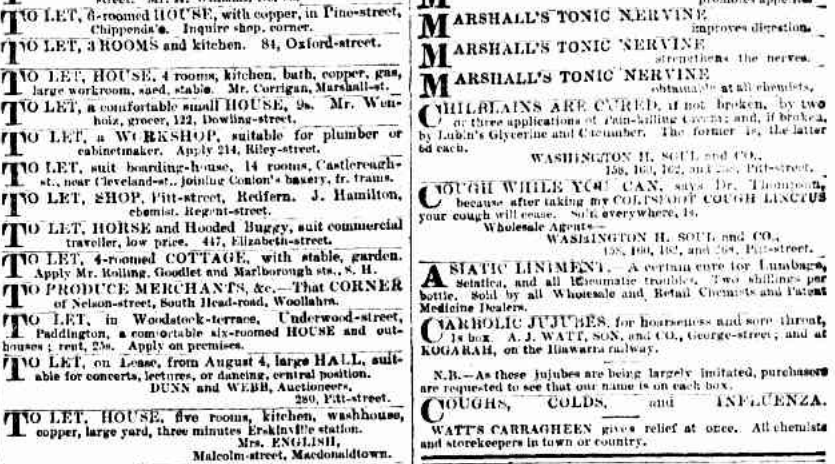 TO LET, 6-roomed HOUSE, with copper, in Pine-street,
Chippenda'e. Inquire shop, corner.
TO LET, 3 ROOMS and kitchen. 84, Oxford-street.
TO LET, HOUSE, 4 rooms, kitchen, bath, copper, gas,
large workroom, shed, stable. Mr. Corrigan, Marshall-st.
TO LET, a comfortable small HOUSE, 9s. Mr. Wen-
holz, grocer, 122, Dowling-street.
TO LET, a WORKSHOP, suitable for plumber or
cabinetmaker. Apply 214, Riley-street.
TO LET, suit boarding-house, 14 rooms, Castlereagh-
st., near Cleveland-st., joining Conlon's bakery, fr. trams.
TO LET, SHOP, Pitt-street, Redfern. J. Hamilton,
chemist, Regent-street.
TO LET, HORSE and Hooded Buggy, suit commercial
traveller, low price. 447, Elizabeth-street.
TO LET, 4-roomed COTTAGE, with stable, garden.
Apply Mr. Rolling, Goodlet and Marlborough sts., S. H.
TO PRODUCE MERCHANTS, &c.—That CORNER
of Nelson-street, South Head-road, Woollahra.
TO LET, in Woodstock-terrace, Underwood-street,
Paddington, a comfortable six-roomed HOUSE and out-
houses; rent, 25s. Apply on premises.
TO LET, on Lease, from August 4, large HALL, suit-
able for concerts, lectures, or dancing, central position.
DUNN and WEBB, Auctioneers,
280, Pitt-street.
TO LET, HOUSE, five rooms, kitchen, washhouse,
copper, large yard, three minutes Erskinville station.
Mrs. ENGLISH,
Malcolm-street, Macdonaldtown.
MARSHALL'S TONIC NERVINE
improves digestion.
MARSHALL'S TONIC NERVINE
strengthens the nerves.
MARSHALL'S TONIC NERVINE
obtainable at all chemists.
CHILBLAINS ARE CURED, if not broken, by two
or three applications of Pain-killing and, if broken,
by Lubin's Glycerine and Cucumber. The former is, the latter
6d each.
WASHINGTON H. SOUL and CO.,
158, 160, 162, and 268, Pitt-street.
COUGH WHILE YOU CAN, says Dr. Thompson,
because after taking my COLTSFOOT COUGH LINCTUS
your cough will cease. Sold everywhere, 1s.
Wholesale Agents—
WASHINGTON H. SOUL and CO.,
158, 160, 162, and 268, Pitt-street.
ASIATIC LINIMENT.—A certain cure for Lumbago,
Sciatica, and all Rheumatic troubles. Two shillings per
bottle. Sold by all Wholesale and Retail Chemists and Patent
Medicine Dealers.
CARBOLIC JUJUBES, for hoarseness and sore throat,
1s box. A. J. WATT, SON, and CO., George-street; and at
KOGARAH, on the Illawarra railway.
N.B.—As these jujubes are being largely imitated, purchasers
are requested to see that our name is on each box.
COUGHS, COLDS, and INFLUENZA.
WATT'S CARRAGHEEN gives relief at once. All chemists
and storekeepers in town or country.